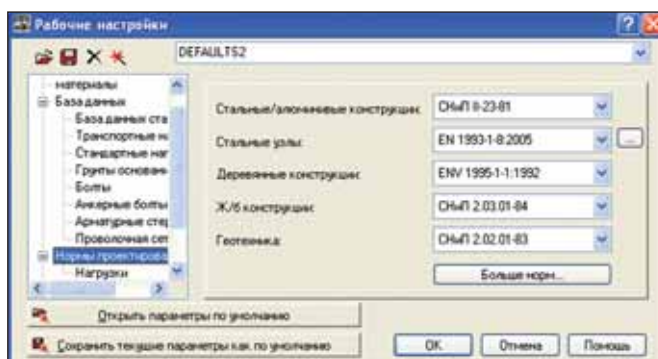 Рабочие настройки
DEFAULTS2
материалы
База данных
База данных ста
Транспортные на
Стандартные наг
Грунты основани
Болты
Анкерные болты
Арматурные стер
Проволочная сет
Нормы проектирова
Нагрузки
Стальные/алюминиевые конструкции:
СНиП II-23-81
Стальные узлы:
EN 1993-1-8:2005
...
Деревянные конструкции:
ENV 1995-1-1:1992
Ж/б конструкции:
СНиП 2.03.01-84
Геотехника:
СНиП 2.02.01-83
Больше норм...
Открыть параметры по умолчанию
Сохранить текущие параметры как по умолчанию
OK
Отмена
Помощь